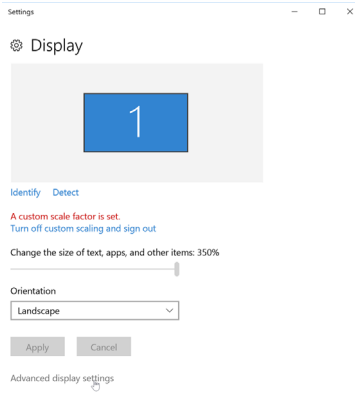 Settings
Display
1
Identify Detect
A custom scale factor is set.
Turn off custom scaling and sign out
Change the size of text, apps, and other items: 350%
Orientation
Landscape
Apply Cancel
Advanced display settings